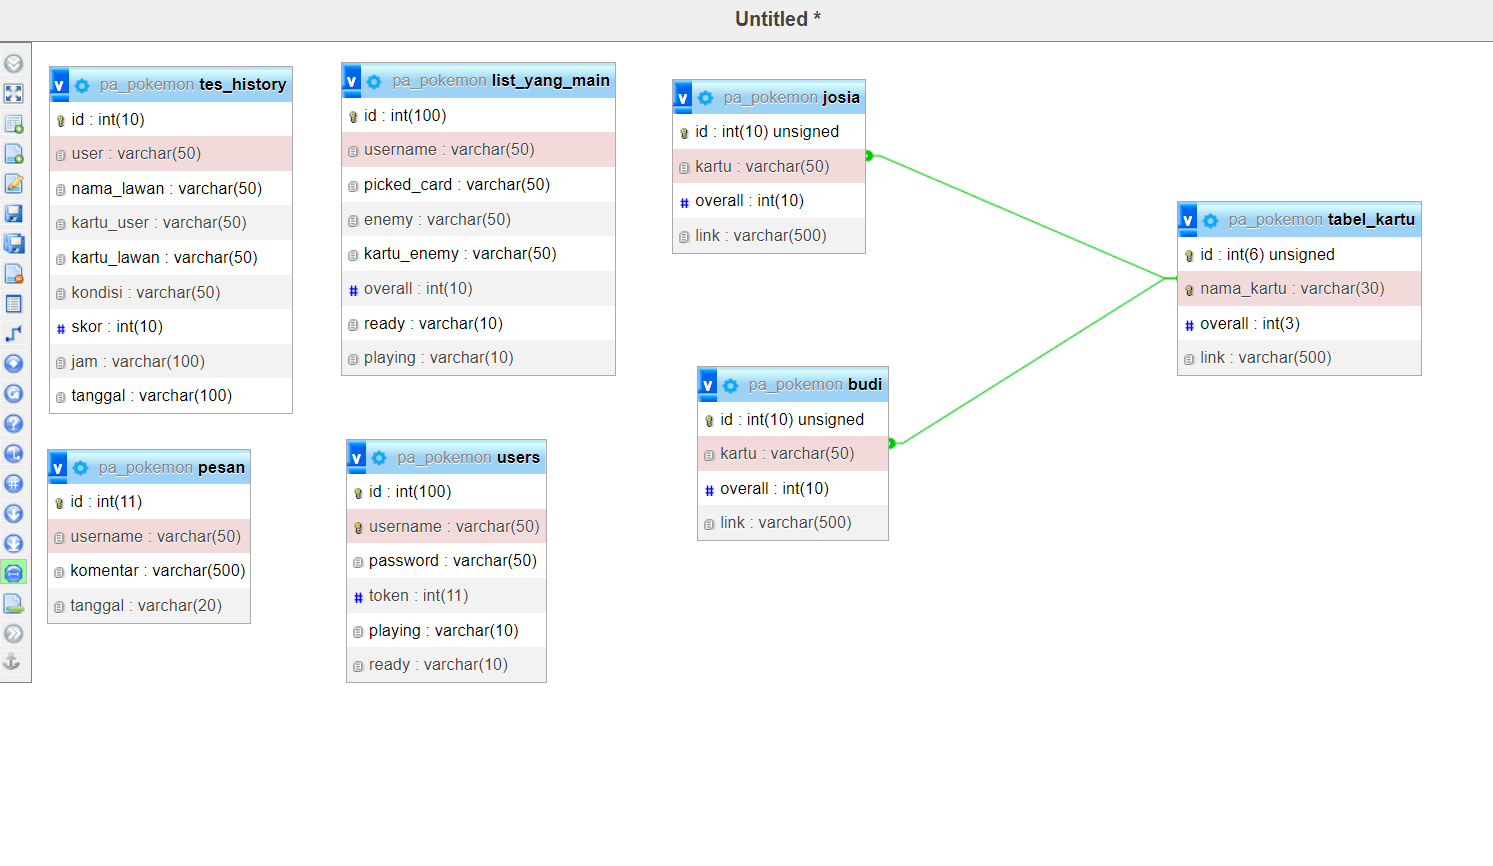 Untitled *
pa_pokemon tes_history
id : int(10)
user : varchar(50)
nama_lawan : varchar(50)
kartu_user : varchar(50)
kartu_lawan : varchar(50)
kondisi : varchar(50)
# skor : int(10)
jam : varchar(100)
tanggal : varchar(100)
pa_pokemon list_yang_main
id : int(100)
username : varchar(50)
picked_card : varchar(50)
enemy : varchar(50)
kartu_enemy : varchar(50)
# overall : int(10)
ready : varchar(10)
playing : varchar(10)
pa_pokemon josia
id : int(10) unsigned
kartu : varchar(50)
# overall : int(10)
link : varchar(500)
pa_pokemon tabel_kartu
id : int(6) unsigned
nama_kartu : varchar(30)
# overall : int(3)
link : varchar(500)
pa_pokemon budi
id : int(10) unsigned
kartu : varchar(50)
# overall : int(10)
link : varchar(500)
pa_pokemon pesan
id : int(11)
username : varchar(50)
komentar : varchar(500)
tanggal : varchar(20)
pa_pokemon users
id : int(100)
username : varchar(50)
password : varchar(50)
# token : int(11)
playing : varchar(10)
ready : varchar(10)